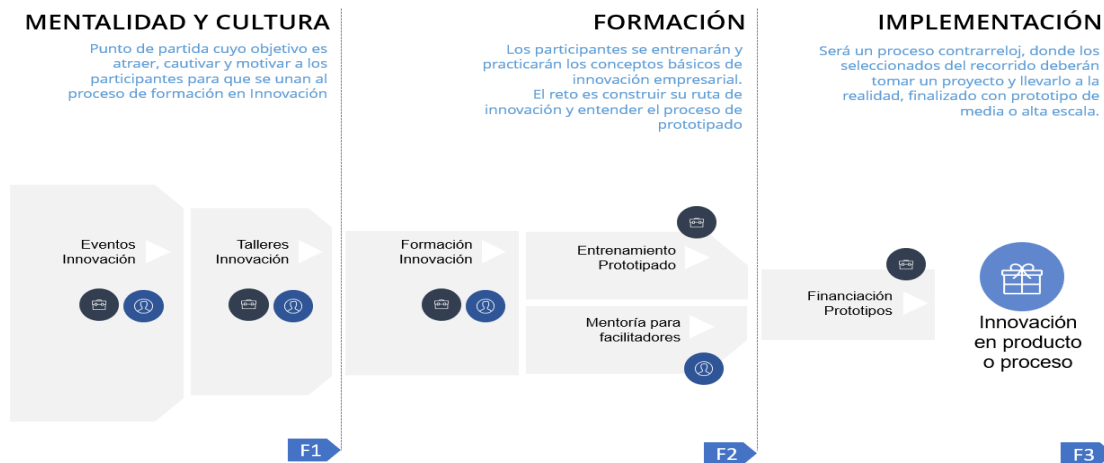 MENTALIDAD Y CULTURA
Punto de partida cuyo objetivo es
atraer, cautivar y motivar a los
participantes para que se unan al
proceso de formación en Innovación
Eventos
Innovación
Talleres
Innovación
F1
FORMACIÓN
Los participantes se entrenarán y
practicarán los conceptos básicos de
innovación empresarial.
El reto es construir su ruta de
innovación y entender el proceso de
prototipado
Formación
Innovación
Entrenamiento
Prototipado
Mentoría para
facilitadores
F2
IMPLEMENTACIÓN
Será un proceso contrarreloj, donde los
seleccionados del recorrido deberán
tomar un proyecto y llevarlo a la
realidad, finalizado con prototipo de
media o alta escala.
Financiación
Prototipos
Innovación
en producto
o proceso
F3